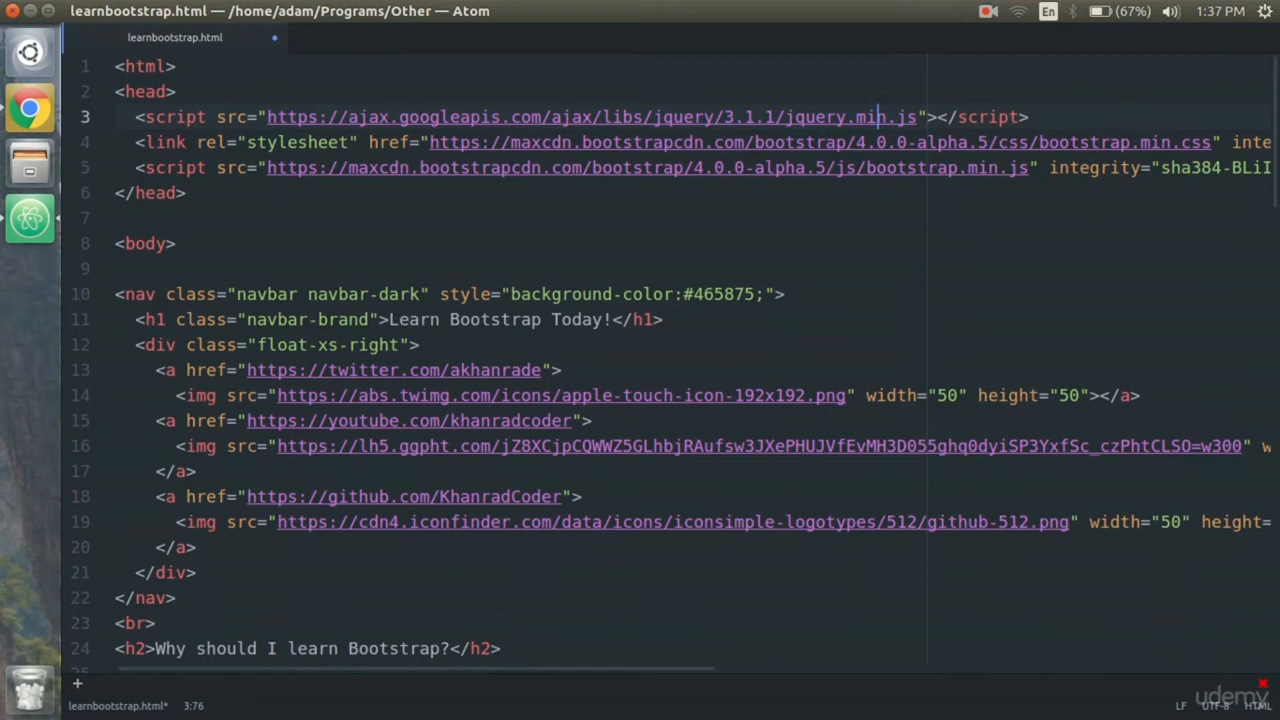 learnbootstrap.html — /home/adam/Programs/Other — Atom
En
(67%)
1:37 PM
learnbootstrap.html
1 <html>
2 <head>
3 <script src="https://ajax.googleapis.com/ajax/libs/jquery/3.1.1/jquery.min.js"></script>
4 <link rel="stylesheet" href="https://maxcdn.bootstrapcdn.com/bootstrap/4.0.0-alpha.5/css/bootstrap.min.css" inte
5 <script src="https://maxcdn.bootstrapcdn.com/bootstrap/4.0.0-alpha.5/js/bootstrap.min.js" integrity="sha384-BLiI
6 </head>
7
8 <body>
9
10 <nav class="navbar navbar-dark" style="background-color:#465875;">
11 <h1 class="navbar-brand">Learn Bootstrap Today!</h1>
12 <div class="float-xs-right">
13 <a href="https://twitter.com/akhanrade">
14 <img src="https://abs.twimg.com/icons/apple-touch-icon-192x192.png" width="50" height="50"></a>
15 <a href="https://youtube.com/khanradcoder">
16 <img src="https://lh5.ggpht.com/jZ8XCjpCQWWZ5GLhbjRAufsw3JXePHUJVfEvMH3D055ghq0dyiSP3YxfSc_czPhtCLSO=w300" w
17 </a>
18 <a href="https://github.com/KhanradCoder">
19 <img src="https://cdn4.iconfinder.com/data/icons/iconsimple-logotypes/512/github-512.png" width="50" height=
20 </a>
21 </div>
22 </nav>
23 <br>
24 <h2>Why should I learn Bootstrap?</h2>
25
+
learnbootstrap.html* 3:76
LF UTF-8 HTML
udemy